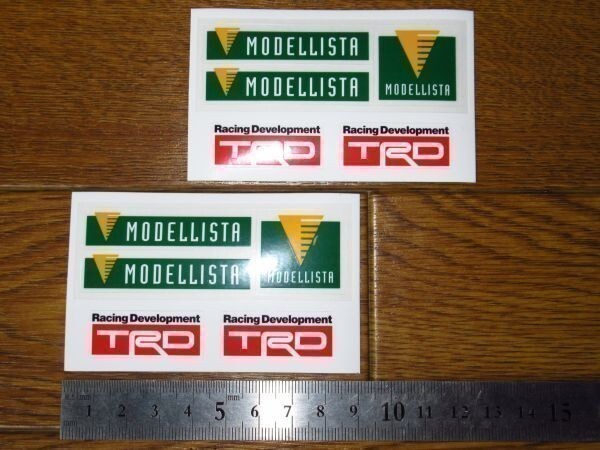 MODELLISTA
MODELLISTA
MODELLISTA
Racing Development
TRD
Racing Development
TRD
MODELLISTA
MODELLISTA
MODELLISTA
Racing Development
TRD
Racing Development
TRD
1 2 3 4 5 6 7 8 9 10 11 12 13 14 15